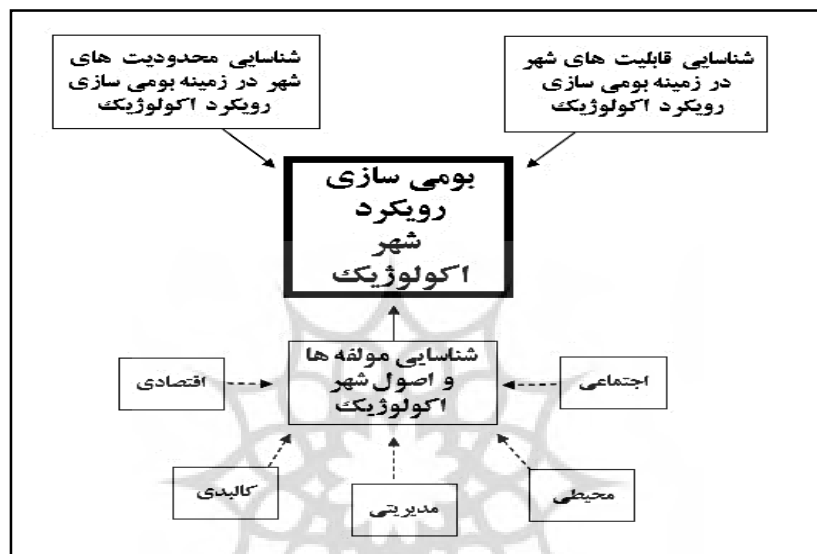 شناسایی قابلیت های شهر
در زمینه بومی سازی
رویکرد اکولوژیک
شناسایی محدودیت های
شهر در زمینه بومی سازی
رویکرد اکولوژیک
بومی سازی
رویکرد
شهر
اکولوژیک
شناسایی مولفه ها
و اصول شهر
اکولوژیک
اجتماعی
اقتصادی
محیطی
مدیریتی
کالبدی